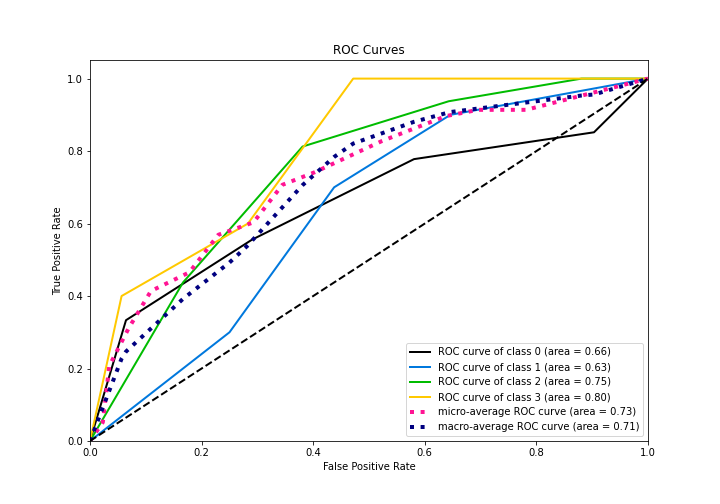 ROC Curves
True Positive Rate
1.0
0.8
0.6
0.4
0.2
0.0
0.0 0.2 0.4 0.6 0.8 1.0
False Positive Rate
ROC curve of class 0 (area = 0.66)
ROC curve of class 1 (area = 0.63)
ROC curve of class 2 (area = 0.75)
ROC curve of class 3 (area = 0.80)
micro-average ROC curve (area = 0.73)
macro-average ROC curve (area = 0.71)